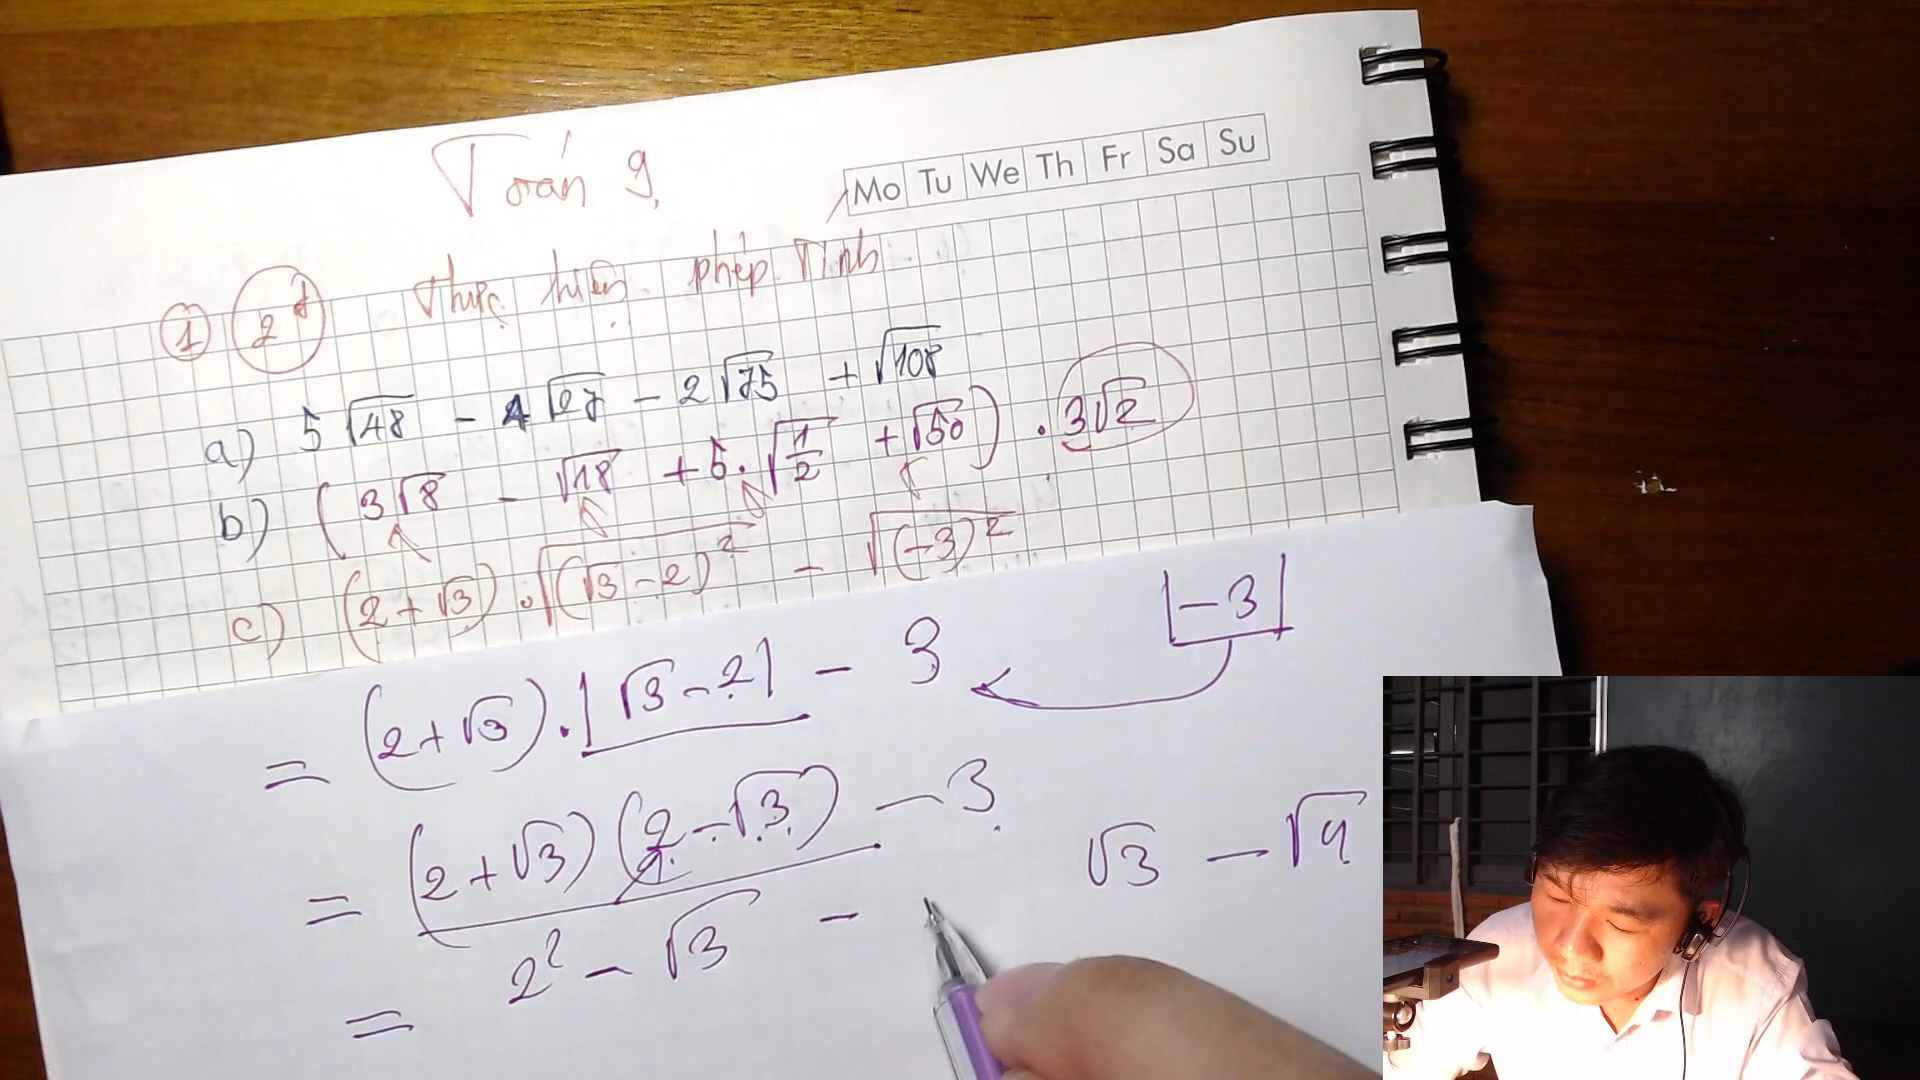 Toán 9.
Mo Tu We Th Fr Sa Su
① 2đ Thực hiện phép tính.
a) 5√48 - 4√27 - 2√75 + √108
b) (3√8 - √18 + 5.√(1/2) + √50) . 3√2
c) (2+√3).√(√3-2)² - √(-3)²
|-3|
= (2+√3).|√3-2| - 3
= (2+√3)(2-√3) - 3
√3 - √4
= 2² - √3 -